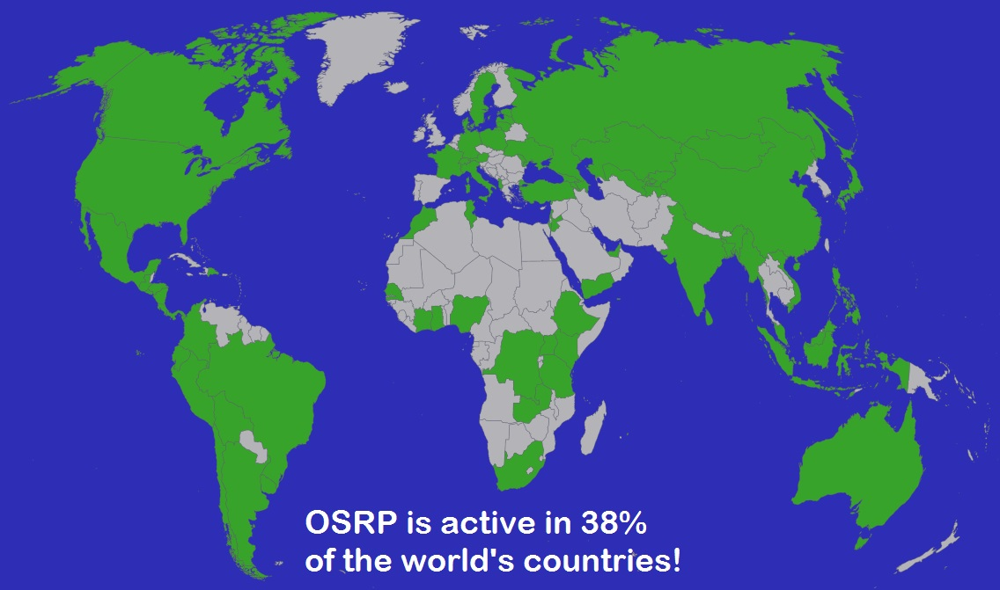 OSRP is active in 38%
of the world's countries!